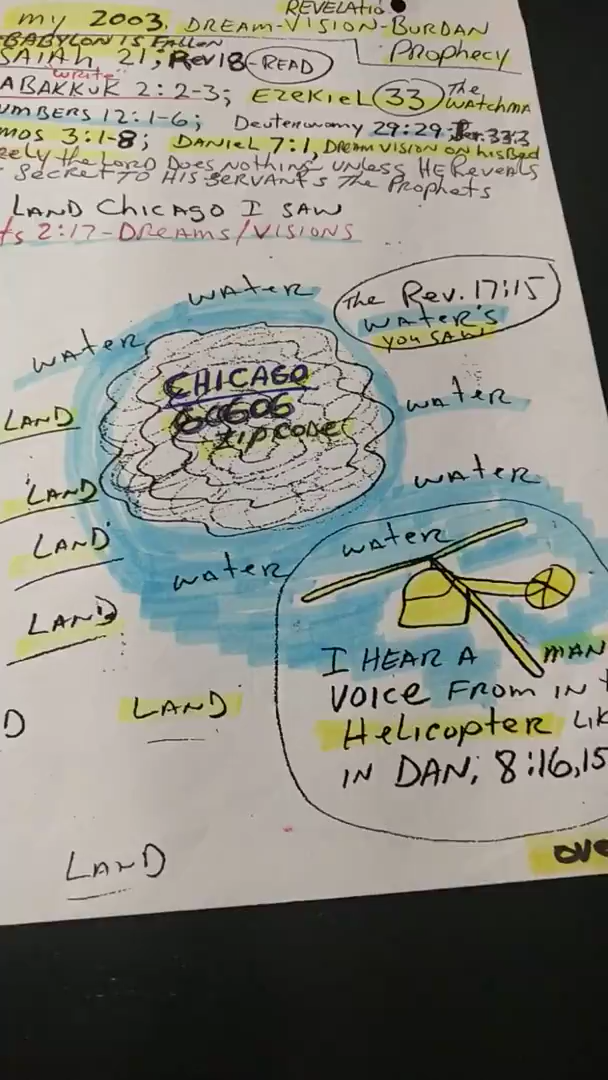 REVELATIO
my 2003, DREAM-VISION-BURDAN
BABYLON IS FALLEN
Prophecy
SAIAH 21; Rev18-READ
"write"
ABAKKUK 2:2-3; EZEKIEL 33 The WATCHMA
UMBERS 12:1-6; Deuteronomy 29:29; Jer. 33:3
MOS 3:1-8; DANIEL 7:1, DREAM VISION ON HIS BED
RELY THE LORD DOES NOTHING UNLESS HE REVEALS
SECRET TO HIS SERVANTS The Prophets
LAND CHICAGO I SAW
ts 2:17-DREAMS/VISIONS
WATER
The Rev. 17:15
WATER'S
YOU SAW
WATER
CHICAGO
60606
ZIPCODE
WATER
LAND
WATER
LAND
LAND
WATER
WATER
LAND
I HEAR A MAN
VOICE FROM IN T
HELICOPTER LIK
IN DAN; 8:16,15
LAND
D
LAND
OVE